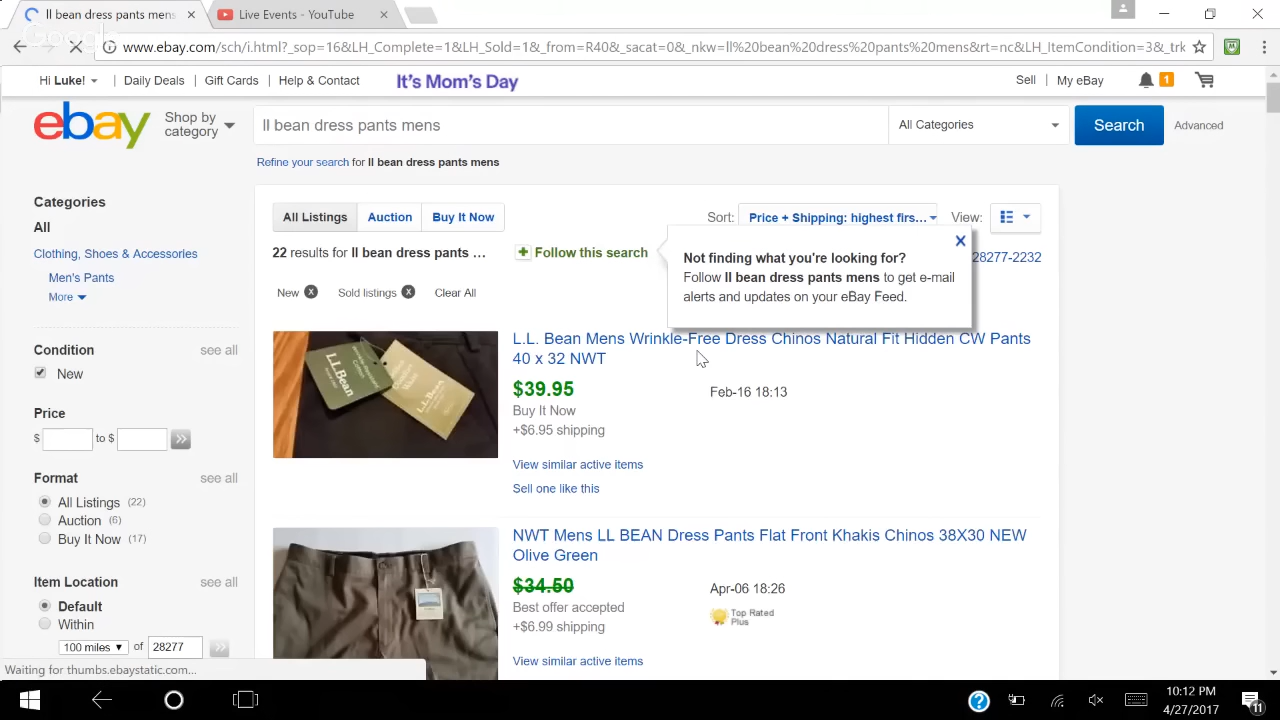 ll bean dress pants mens
Live Events - YouTube
Google
www.ebay.com/sch/i.html?_sop=16&LH_Complete=1&LH_Sold=1&_from=R40&_sacat=0&_nkw=ll%20bean%20dress%20pants%20mens&rt=nc&LH_ItemCondition=3&_trk
Hi Luke!
Daily Deals
Gift Cards
Help & Contact
It's Mom's Day
Sell
My eBay
1
ebay
Shop by
category
ll bean dress pants mens
All Categories
Search
Advanced
Refine your search for ll bean dress pants mens
Categories
All
Clothing, Shoes & Accessories
Men's Pants
More
Condition
see all
New
Price
see all
$ to $
Format
see all
All Listings (22)
Auction (6)
Buy It Now (17)
Item Location
see all
Default
Within
100 miles of 28277
All Listings
Auction
Buy It Now
Sort: Price + Shipping: highest firs...
View:
22 results for ll bean dress pants ...
+ Follow this search
28277-2232
Not finding what you're looking for?
Follow ll bean dress pants mens to get e-mail
alerts and updates on your eBay Feed.
X
New
Sold listings
Clear All
L.L.Bean
L.L.Bean
L.L. Bean Mens Wrinkle-Free Dress Chinos Natural Fit Hidden CW Pants
40 x 32 NWT
$39.95
Feb-16 18:13
Buy It Now
+$6.95 shipping
View similar active items
Sell one like this
NWT Mens LL BEAN Dress Pants Flat Front Khakis Chinos 38X30 NEW
Olive Green
$34.50
Apr-06 18:26
Best offer accepted
Top Rated
Plus
+$6.99 shipping
View similar active items
Waiting for thumbs.ebaystatic.com...
10:12 PM
4/27/2017
11